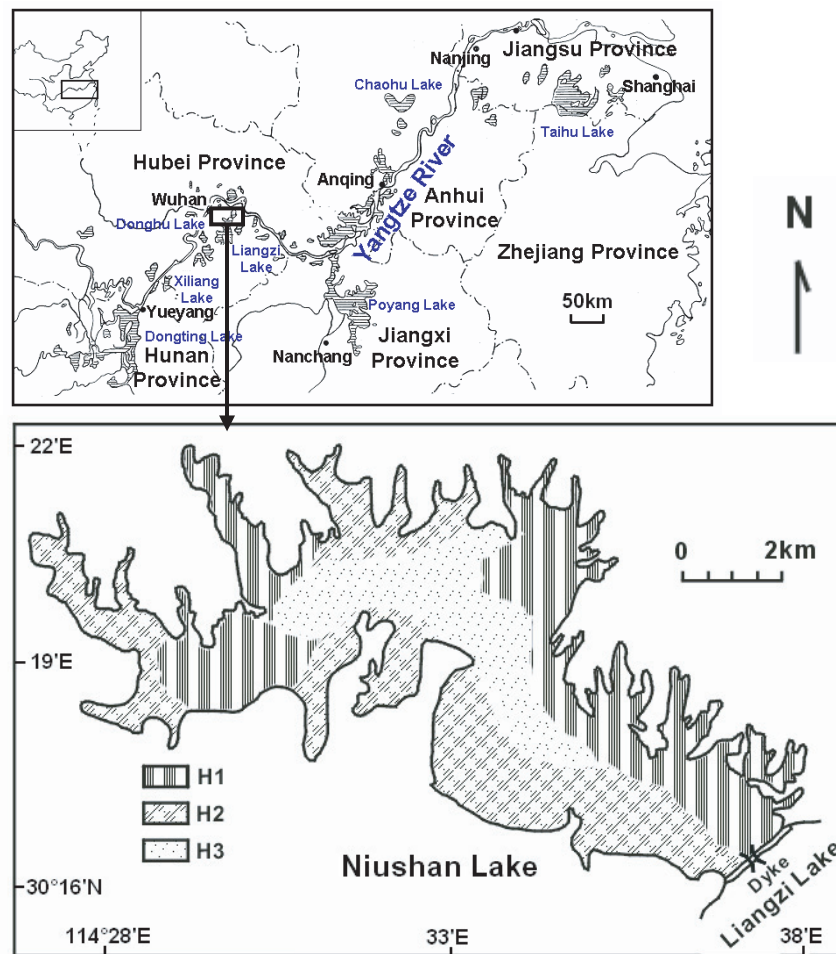 Nanjing
Jiangsu Province
Shanghai
Chaohu Lake
Taihu Lake
Hubei Province
Anqing
Wuhan
Yangtze River
Anhui
Province
Donghu Lake
Liangzi
Lake
Zhejiang Province
Xiliang
Lake
Yueyang
Poyang Lake
50km
Dongting Lake
Hunan
Province
Nanchang
Jiangxi
Province
N
22'E
0 2km
19'E
H1
H2
H3
Niushan Lake
Dyke
Liangzi Lake
30°16'N
114°28'E
33'E
38'E